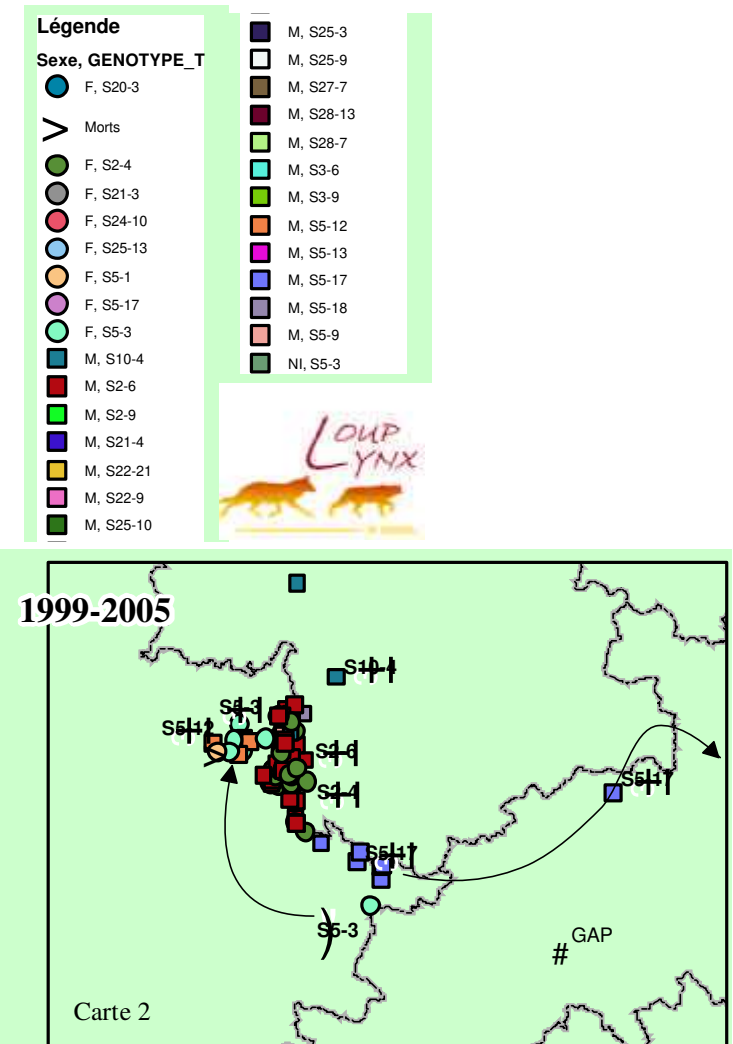 Légende
Sexe, GENOTYPE_T
F, S20-3
Morts
F, S2-4
F, S21-3
F, S24-10
F, S25-13
F, S5-1
F, S5-17
F, S5-3
M, S10-4
M, S2-6
M, S2-9
M, S21-4
M, S22-21
M, S22-9
M, S25-10
M, S25-3
M, S25-9
M, S27-7
M, S28-13
M, S28-7
M, S3-6
M, S3-9
M, S5-12
M, S5-13
M, S5-17
M, S5-18
M, S5-9
NI, S5-3
LOUP
LYNX
1999-2005
S10-4
S5-3
S5-12
S2-6
S2-4
S5-17
S5-17
S5-3
# GAP
Carte 2